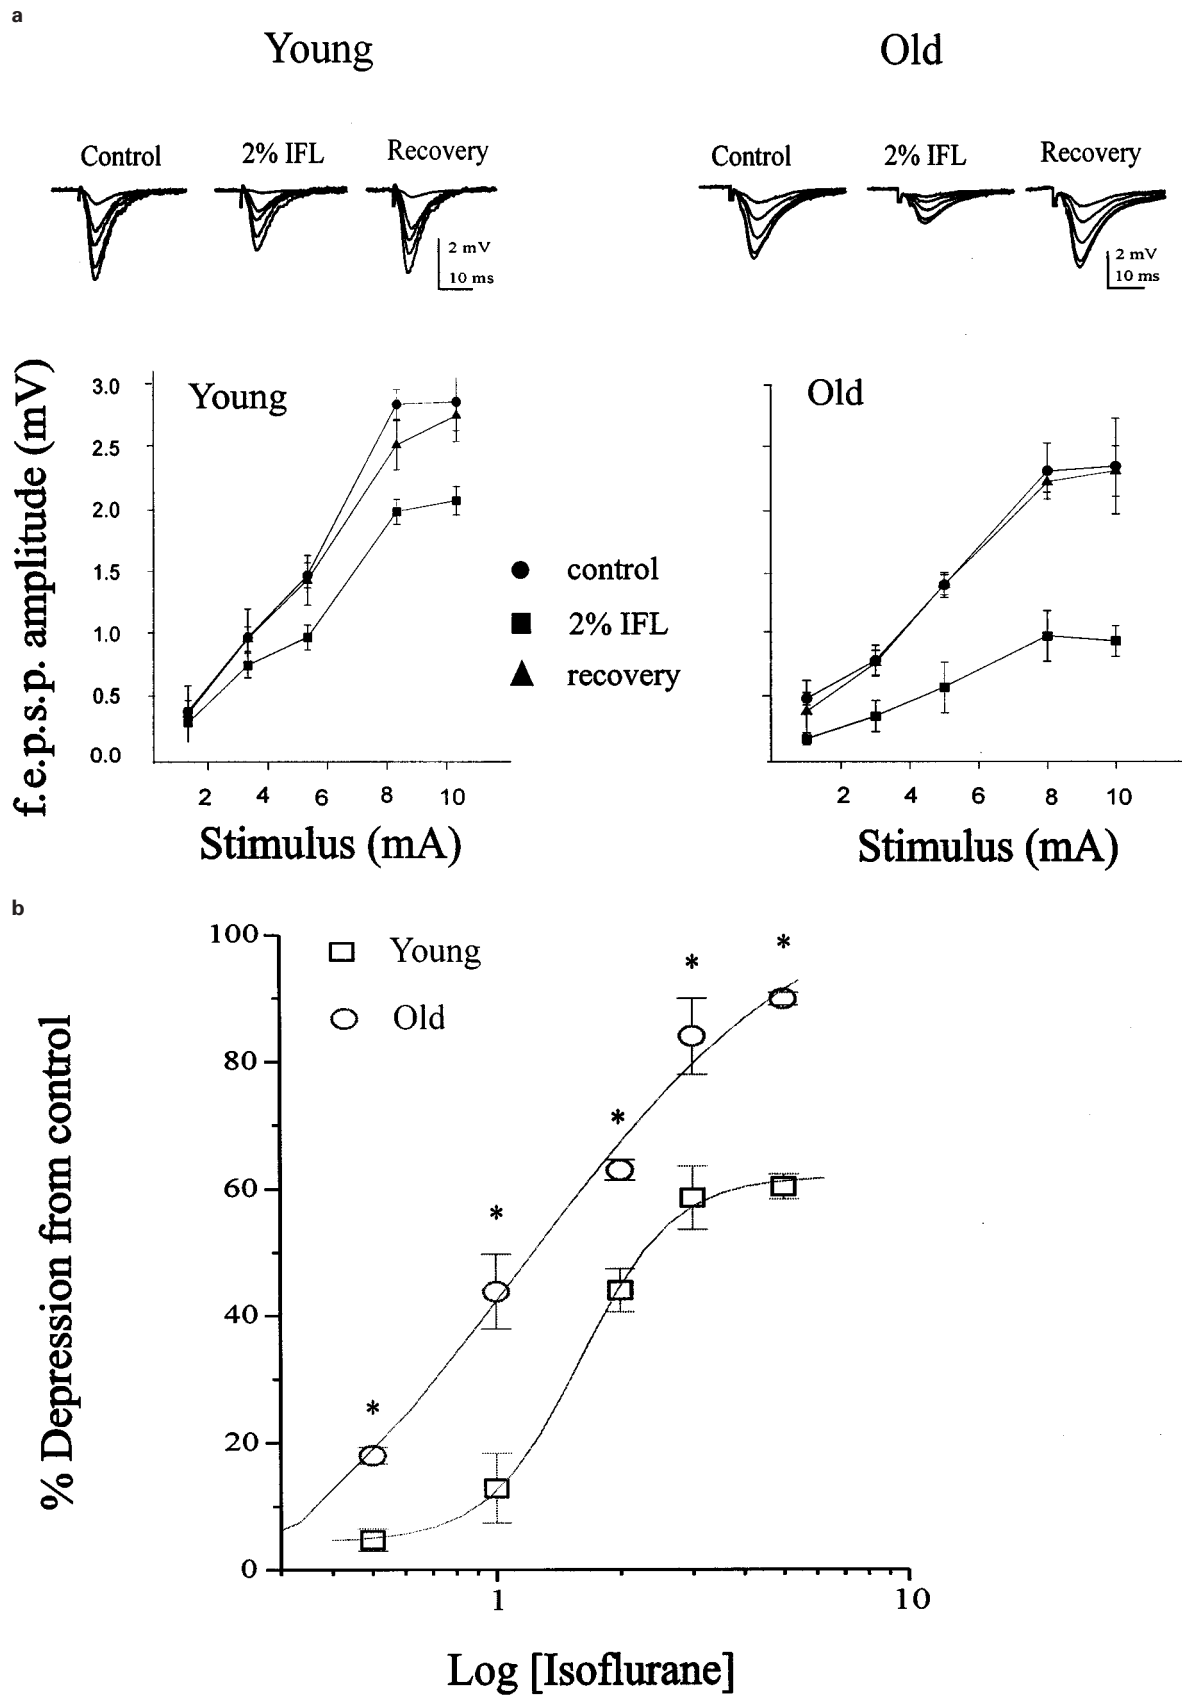 a
Young Old
Control 2% IFL Recovery Control 2% IFL Recovery
2 mV
10 ms
2 mV
10 ms
f.e.p.s.p. amplitude (mV)
3.0
2.5
2.0
1.5
1.0
0.5
0.0
Young
2 4 6 8 10
Stimulus (mA)
control
2% IFL
recovery
Old
2 4 6 8 10
Stimulus (mA)
b
% Depression from control
100
80
60
40
20
0
Young
Old
*
*
*
*
*
1 10
Log [Isoflurane]